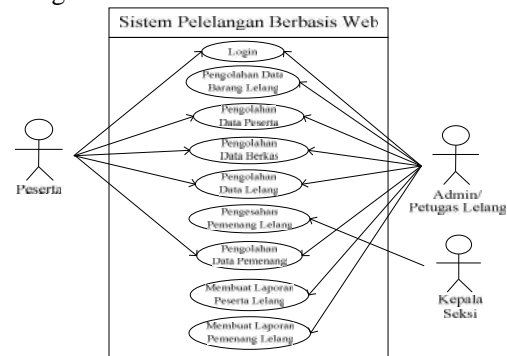 Sistem Pelelangan Berbasis Web
Login
Pengolahan Data
Barang Lelang
Pengolahan
Data Peserta
Pengolahan
Data Berkas
Pengolahan
Data Lelang
Pengesahan
Pemenang Lelang
Pengolahan
Data Pemenang
Membuat Laporan
Peserta Lelang
Membuat Laporan
Pemenang Lelang
Peserta
Admin/
Petugas Lelang
Kepala
Seksi